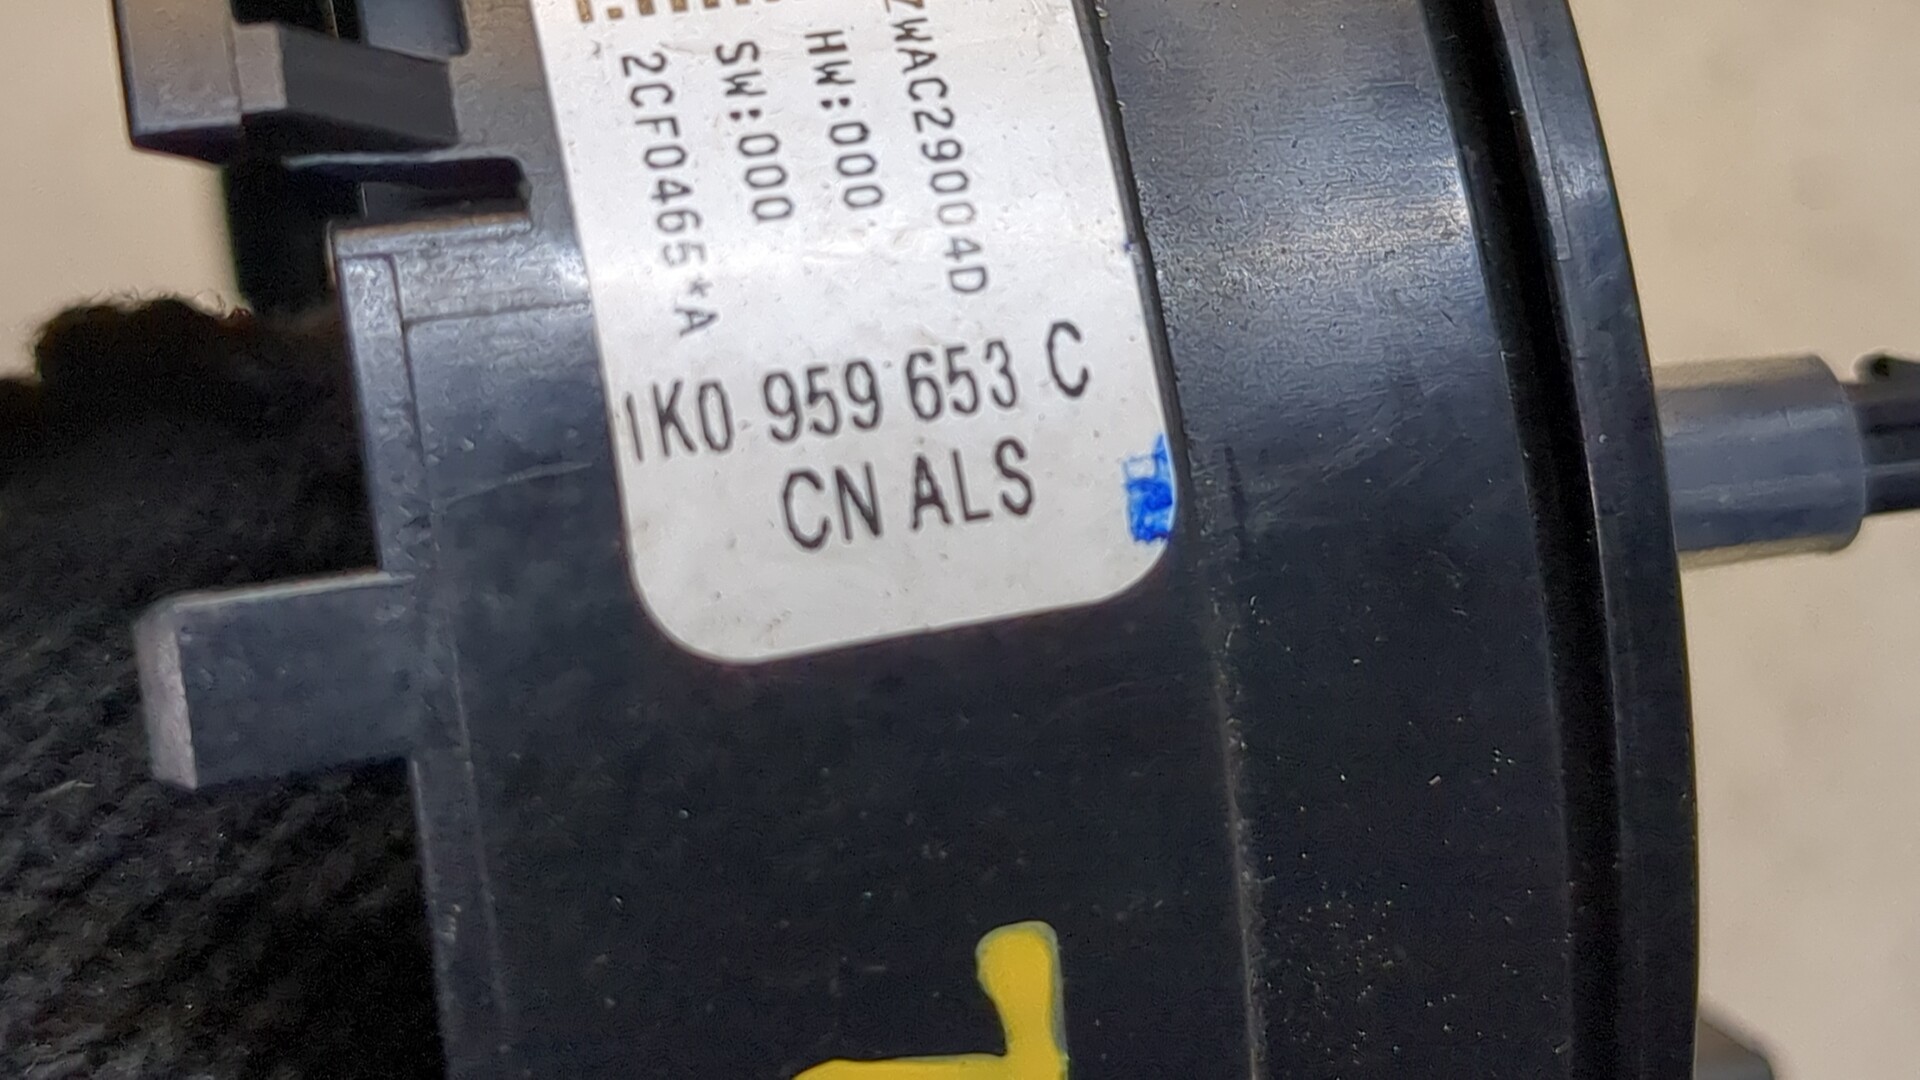 ZWAC29004D
HW:000
SW:000
2CF0465*A
1K0 959 653 C
CN ALS